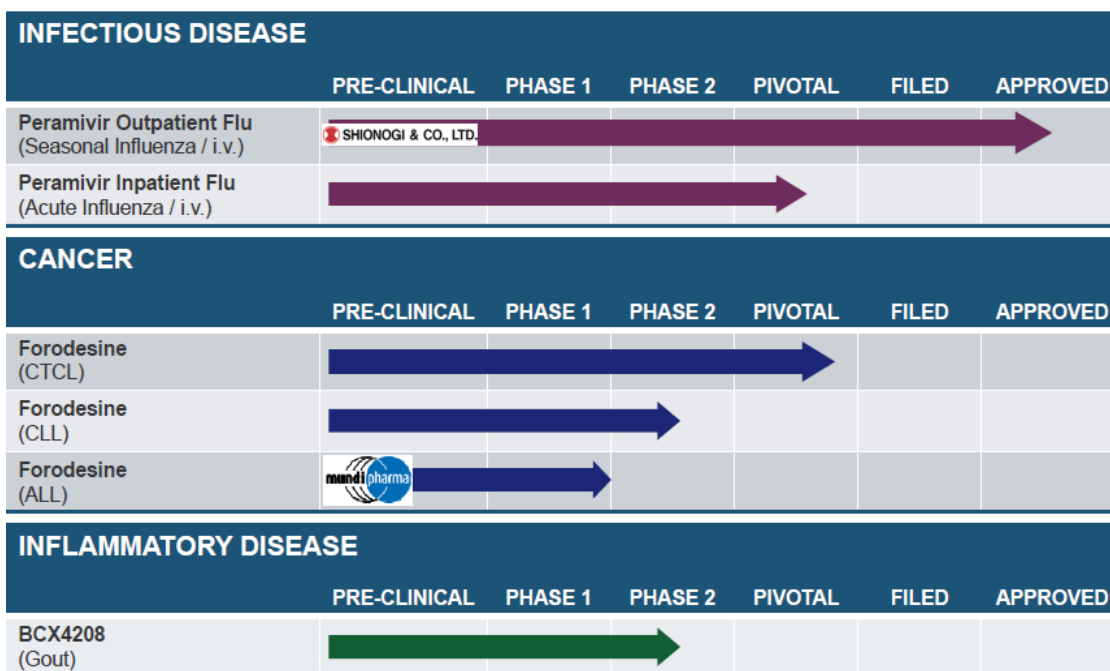 INFECTIOUS DISEASE
PRE-CLINICAL PHASE 1 PHASE 2 PIVOTAL FILED APPROVED
Peramivir Outpatient Flu
(Seasonal Influenza / i.v.)
SHIONOGI & CO., LTD.
Peramivir Inpatient Flu
(Acute Influenza / i.v.)
CANCER
PRE-CLINICAL PHASE 1 PHASE 2 PIVOTAL FILED APPROVED
Forodesine
(CTCL)
Forodesine
(CLL)
Forodesine
(ALL)
mundipharma
INFLAMMATORY DISEASE
PRE-CLINICAL PHASE 1 PHASE 2 PIVOTAL FILED APPROVED
BCX4208
(Gout)